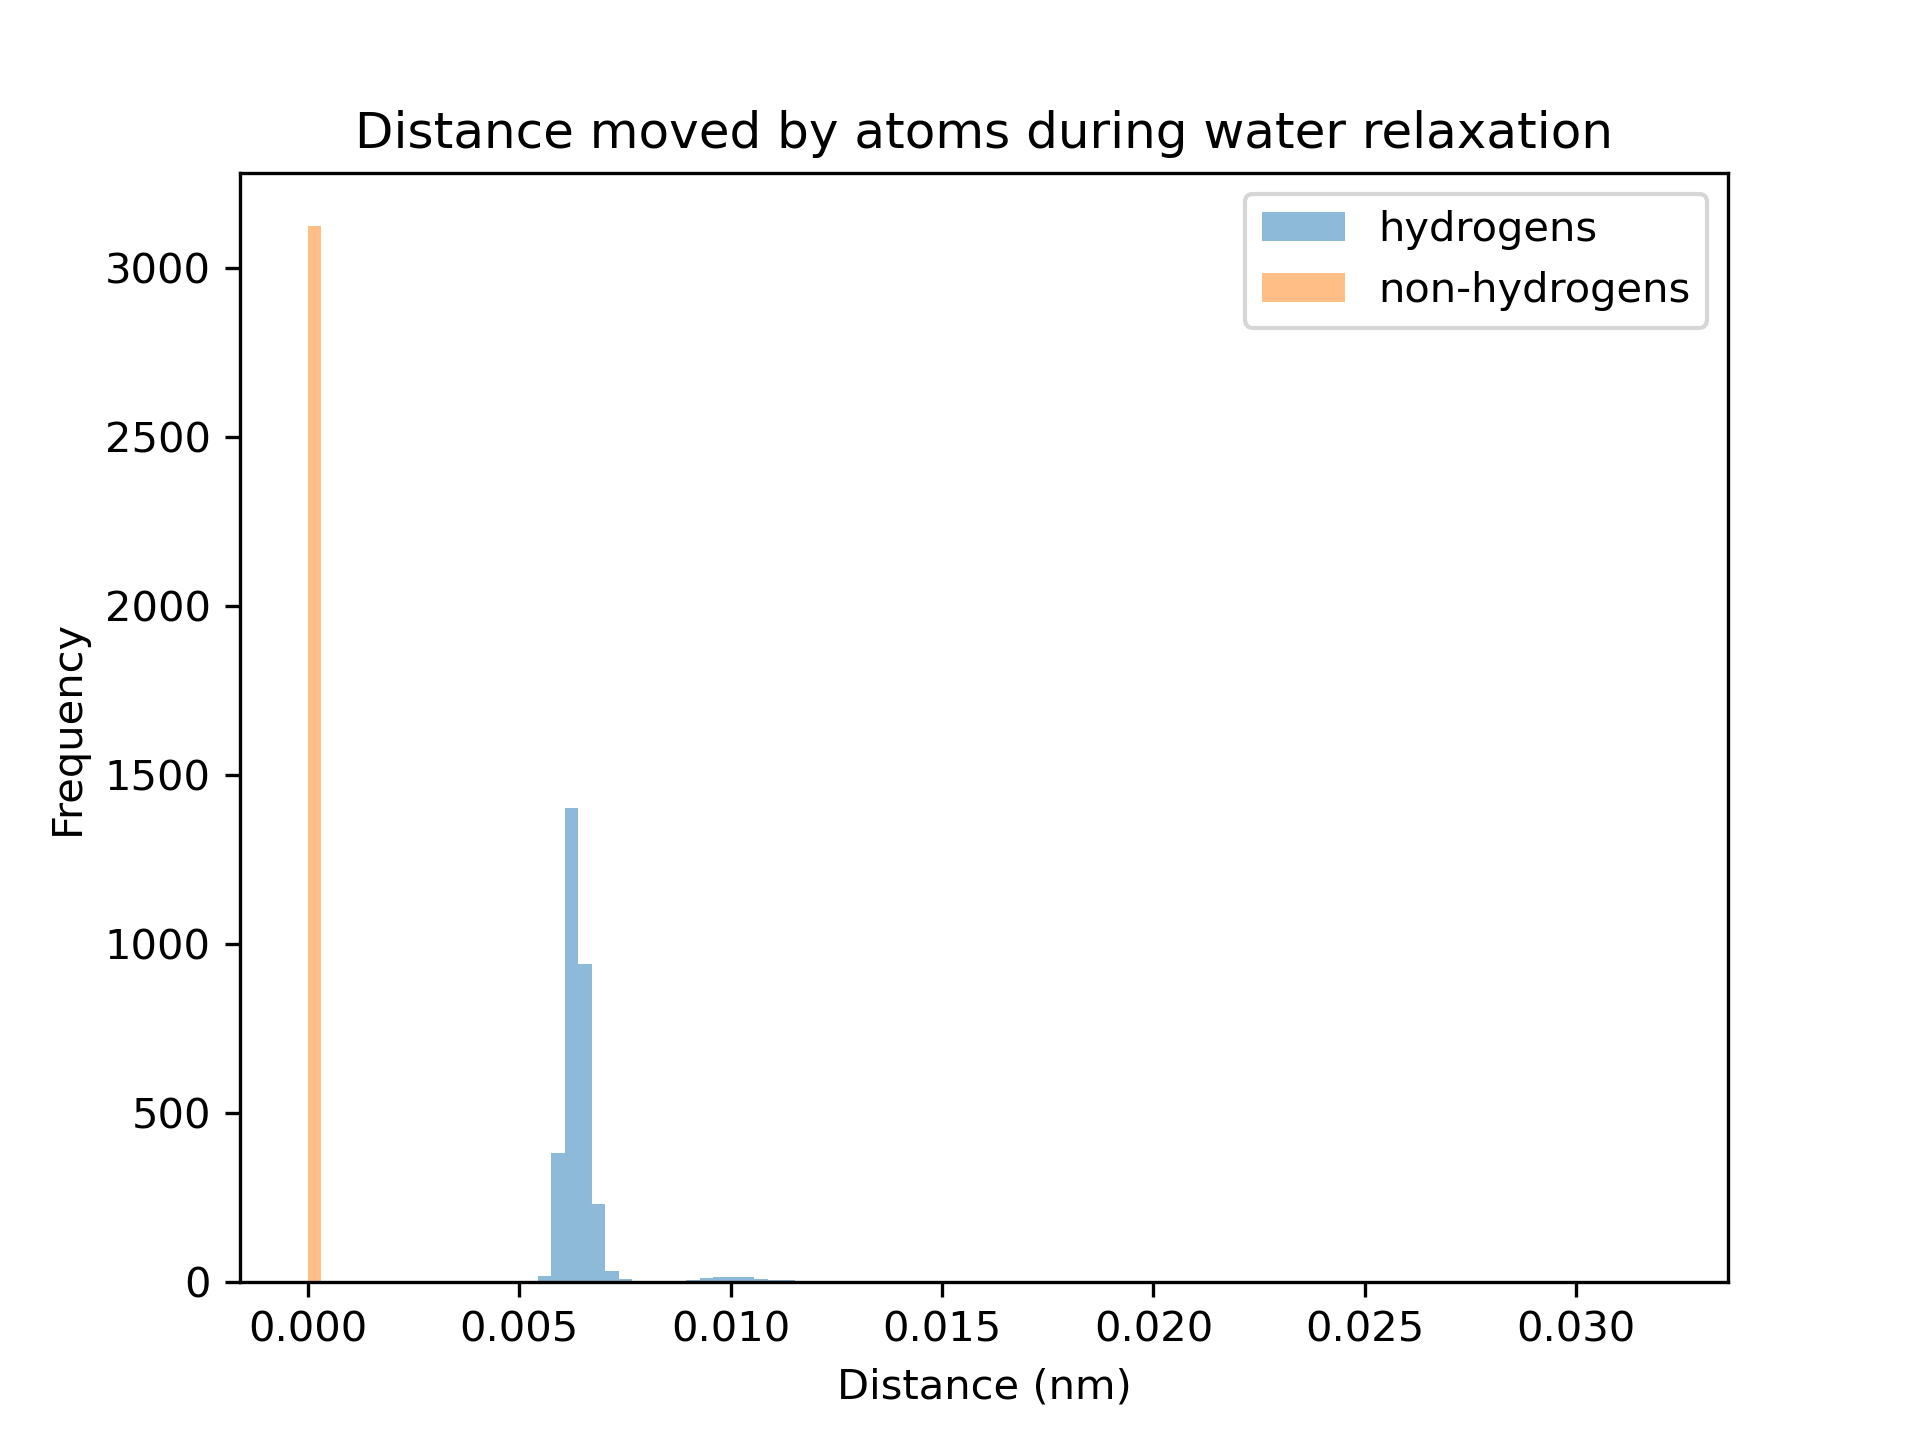 Distance moved by atoms during water relaxation
hydrogens
non-hydrogens
3000
2500
2000
1500
1000
500
0
Frequency
0.000 0.005 0.010 0.015 0.020 0.025 0.030
Distance (nm)